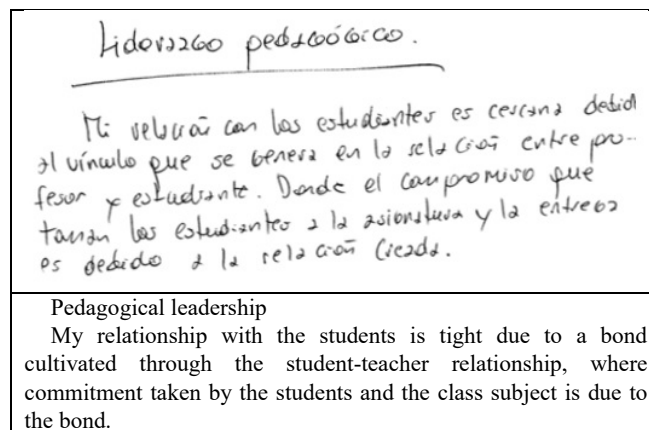 Liderazgo pedagógico.
Mi relación con los estudiantes es cercana debido
al vínculo que se genera en la relación entre pro-
fesor y estudiante. Donde el compromiso que
toman los estudiantes a la asignatura y la entrega
es debido a la relación creada.
Pedagogical leadership
My relationship with the students is tight due to a bond
cultivated through the student-teacher relationship, where
commitment taken by the students and the class subject is due to
the bond.